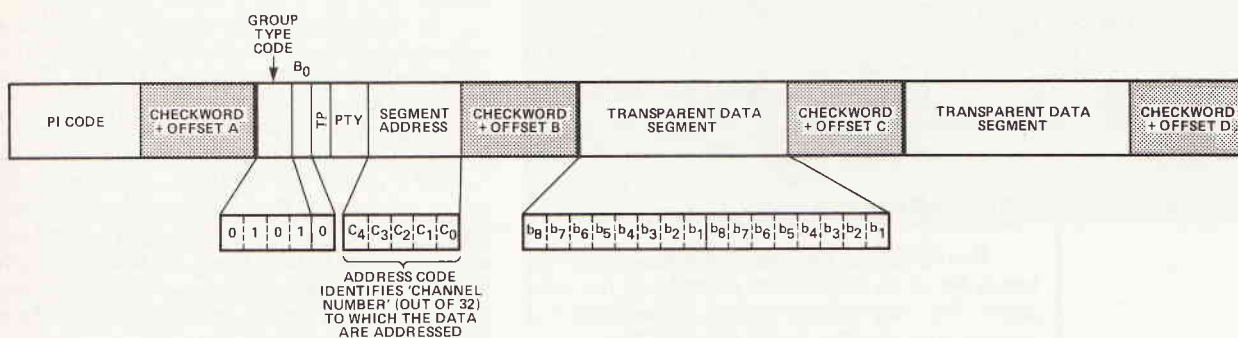 GROUP
TYPE
CODE
B0
PI CODE
CHECKWORD
+ OFFSET A
TP
PTY
SEGMENT
ADDRESS
CHECKWORD
+ OFFSET B
TRANSPARENT DATA
SEGMENT
CHECKWORD
+ OFFSET C
TRANSPARENT DATA
SEGMENT
CHECKWORD
+ OFFSET D
0 1 0 1 0
C4 C3 C2 C1 C0
b8 b7 b6 b5 b4 b3 b2 b1 b8 b7 b6 b5 b4 b3 b2 b1
ADDRESS CODE
IDENTIFIES 'CHANNEL
NUMBER' (OUT OF 32)
TO WHICH THE DATA
ARE ADDRESSED